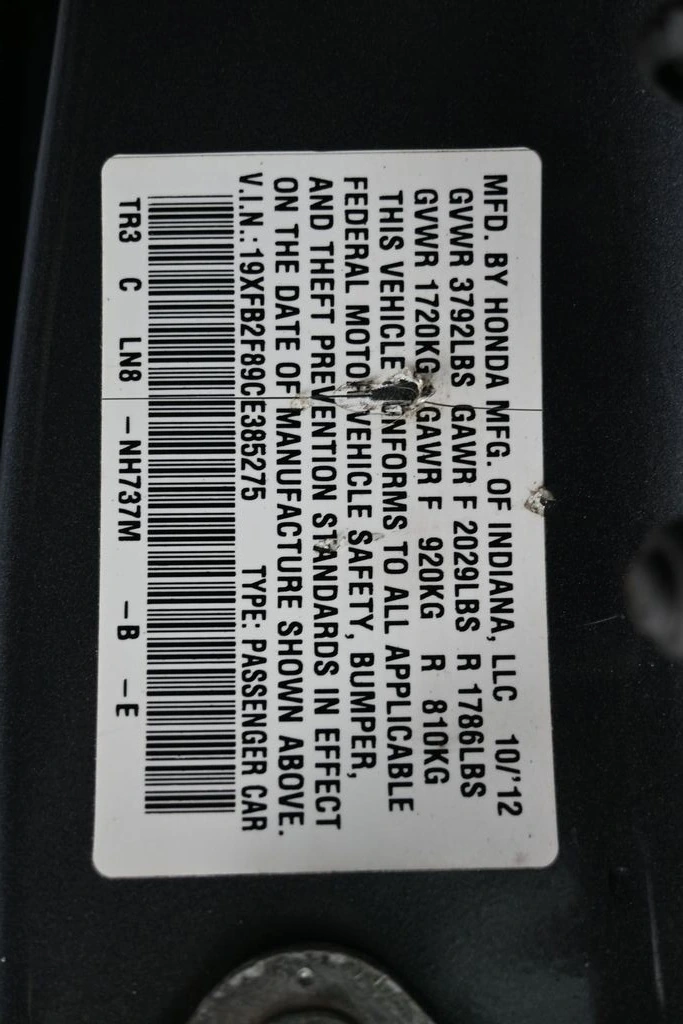 MFD. BY HONDA MFG. OF INDIANA, LLC 10/'12
GVWR 3792LBS GAWR F 2029LBS R 1786LBS
GVWR 1720KG GAWR F 920KG R 810KG
THIS VEHICLE NFORMS TO ALL APPLICABLE
FEDERAL MOTO VEHICLE SAFETY, BUMPER,
AND THEFT PREVENTION STANDARDS IN EFFECT
ON THE DATE OF MANUFACTURE SHOWN ABOVE.
V.I.N.: 19XFB2F89CE385275 TYPE: PASSENGER CAR
TR3 C LN8 -NH737M -B -E